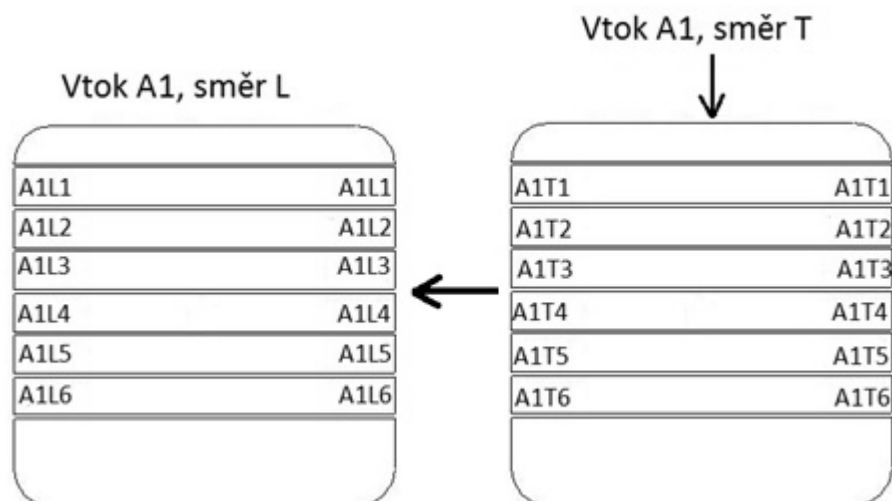 Vtok A1, směr L
A1L1 A1L1
A1L2 A1L2
A1L3 A1L3
A1L4 A1L4
A1L5 A1L5
A1L6 A1L6
Vtok A1, směr T
A1T1 A1T1
A1T2 A1T2
A1T3 A1T3
A1T4 A1T4
A1T5 A1T5
A1T6 A1T6